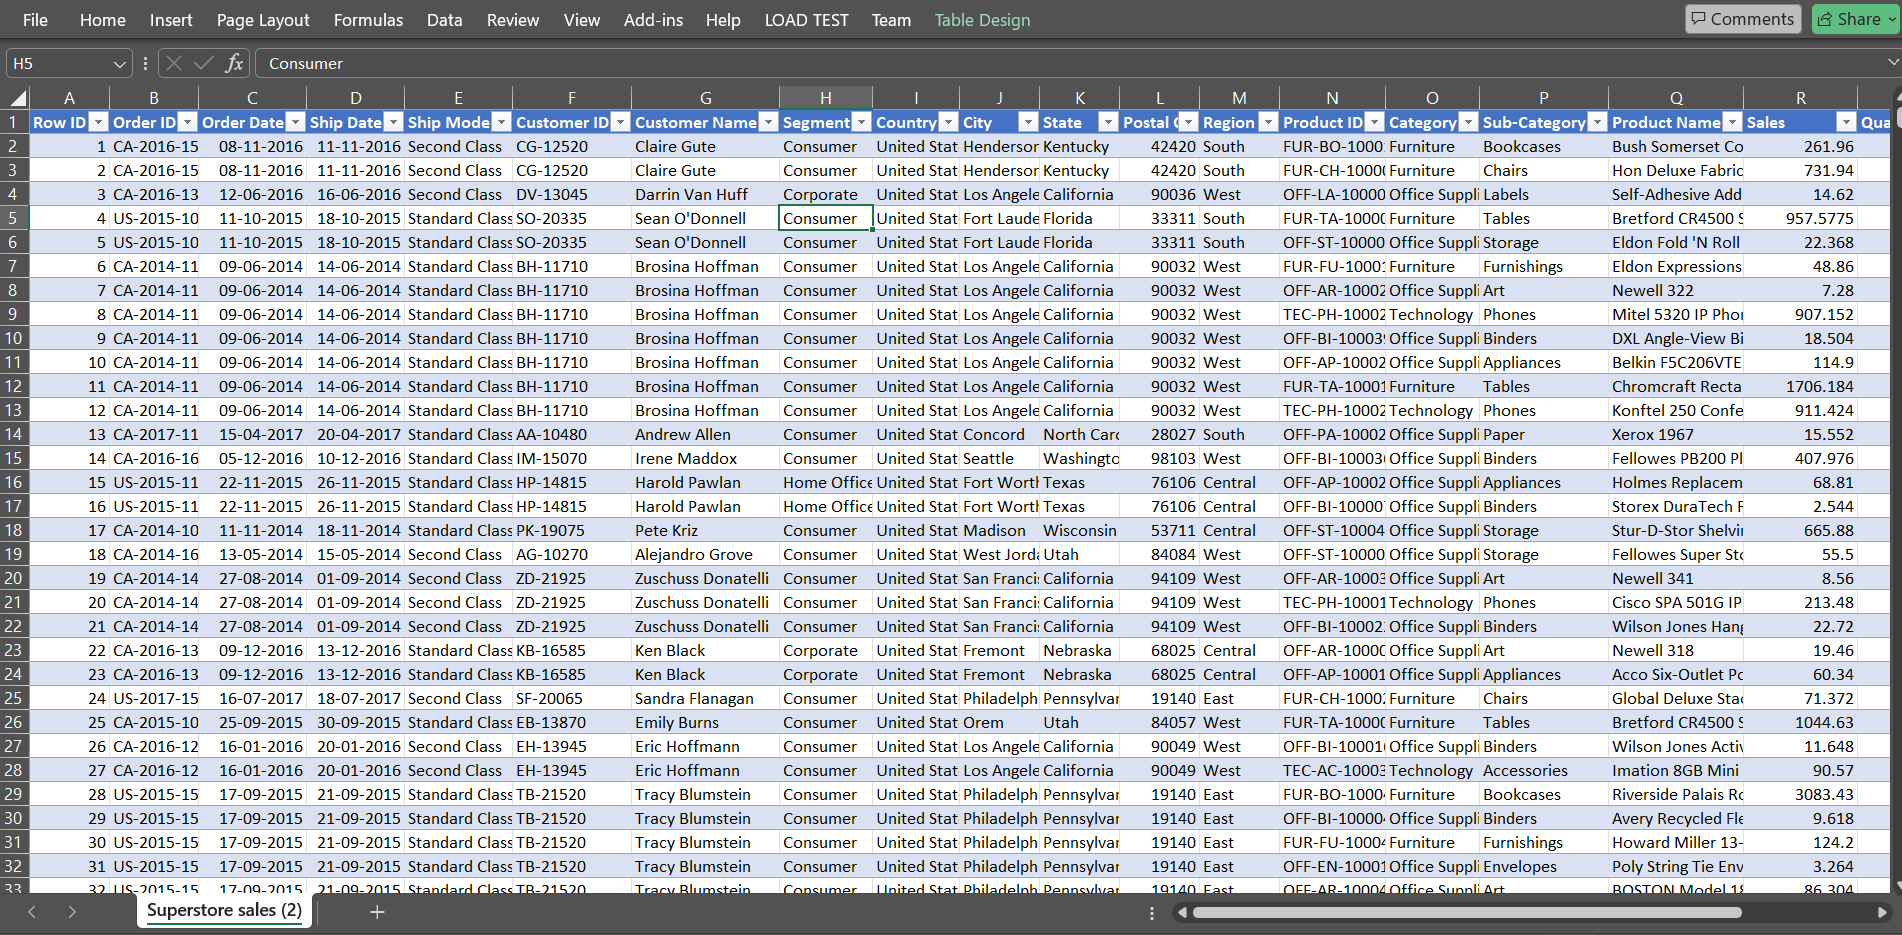 File Home Insert Page Layout Formulas Data Review View Add-ins Help LOAD TEST Team Table Design Comments Share
H5 fx Consumer
A B C D E F G H I J K L M N O P Q R
1 Row ID Order ID Order Date Ship Date Ship Mode Customer ID Customer Name Segment Country City State Postal Region Product ID Category Sub-Category Product Name Sales Qua
2 1 CA-2016-15 08-11-2016 11-11-2016 Second Class CG-12520 Claire Gute Consumer United Stat Henderson Kentucky 42420 South FUR-BO-1000 Furniture Bookcases Bush Somerset Co 261.96
3 2 CA-2016-15 08-11-2016 11-11-2016 Second Class CG-12520 Claire Gute Consumer United Stat Henderson Kentucky 42420 South FUR-CH-1000 Furniture Chairs Hon Deluxe Fabric 731.94
4 3 CA-2016-13 12-06-2016 16-06-2016 Second Class DV-13045 Darrin Van Huff Corporate United Stat Los Angele California 90036 West OFF-LA-10000 Office Suppli Labels Self-Adhesive Add 14.62
5 4 US-2015-10 11-10-2015 18-10-2015 Standard Class SO-20335 Sean O'Donnell Consumer United Stat Fort Laude Florida 33311 South FUR-TA-1000 Furniture Tables Bretford CR4500 S 957.5775
6 5 US-2015-10 11-10-2015 18-10-2015 Standard Class SO-20335 Sean O'Donnell Consumer United Stat Fort Laude Florida 33311 South OFF-ST-10000 Office Suppli Storage Eldon Fold 'N Roll 22.368
7 6 CA-2014-11 09-06-2014 14-06-2014 Standard Class BH-11710 Brosina Hoffman Consumer United Stat Los Angele California 90032 West FUR-FU-1000 Furniture Furnishings Eldon Expressions 48.86
8 7 CA-2014-11 09-06-2014 14-06-2014 Standard Class BH-11710 Brosina Hoffman Consumer United Stat Los Angele California 90032 West OFF-AR-10002 Office Suppli Art Newell 322 7.28
9 8 CA-2014-11 09-06-2014 14-06-2014 Standard Class BH-11710 Brosina Hoffman Consumer United Stat Los Angele California 90032 West TEC-PH-10002 Technology Phones Mitel 5320 IP Pho 907.152
10 9 CA-2014-11 09-06-2014 14-06-2014 Standard Class BH-11710 Brosina Hoffman Consumer United Stat Los Angele California 90032 West OFF-BI-10003 Office Suppli Binders DXL Angle-View Bi 18.504
11 10 CA-2014-11 09-06-2014 14-06-2014 Standard Class BH-11710 Brosina Hoffman Consumer United Stat Los Angele California 90032 West OFF-AP-10002 Office Suppli Appliances Belkin F5C206VTE 114.9
12 11 CA-2014-11 09-06-2014 14-06-2014 Standard Class BH-11710 Brosina Hoffman Consumer United Stat Los Angele California 90032 West FUR-TA-10001 Furniture Tables Chromcraft Recta 1706.184
13 12 CA-2014-11 09-06-2014 14-06-2014 Standard Class BH-11710 Brosina Hoffman Consumer United Stat Los Angele California 90032 West TEC-PH-10002 Technology Phones Konftel 250 Confe 911.424
14 13 CA-2017-11 15-04-2017 20-04-2017 Standard Class AA-10480 Andrew Allen Consumer United Stat Concord North Car 28027 South OFF-PA-10002 Office Suppli Paper Xerox 1967 15.552
15 14 CA-2016-16 05-12-2016 10-12-2016 Standard Class IM-15070 Irene Maddox Consumer United Stat Seattle Washingto 98103 West OFF-BI-10003 Office Suppli Binders Fellowes PB200 Pl 407.976
16 15 US-2015-11 22-11-2015 26-11-2015 Standard Class HP-14815 Harold Pawlan Home Office United Stat Fort Wort Texas 76106 Central OFF-AP-10002 Office Suppli Appliances Holmes Replacem 68.81
17 16 US-2015-11 22-11-2015 26-11-2015 Standard Class HP-14815 Harold Pawlan Home Office United Stat Fort Wort Texas 76106 Central OFF-BI-10000 Office Suppli Binders Storex DuraTech 2.544
18 17 CA-2014-10 11-11-2014 18-11-2014 Standard Class PK-19075 Pete Kriz Consumer United Stat Madison Wisconsin 53711 Central OFF-ST-10004 Office Suppli Storage Stur-D-Stor Shelvi 665.88
19 18 CA-2014-16 13-05-2014 15-05-2014 Second Class AG-10270 Alejandro Grove Consumer United Stat West Jord Utah 84084 West OFF-ST-10000 Office Suppli Storage Fellowes Super Sto 55.5
20 19 CA-2014-14 27-08-2014 01-09-2014 Second Class ZD-21925 Zuschuss Donatelli Consumer United Stat San Franci California 94109 West OFF-AR-10003 Office Suppli Art Newell 341 8.56
21 20 CA-2014-14 27-08-2014 01-09-2014 Second Class ZD-21925 Zuschuss Donatelli Consumer United Stat San Franci California 94109 West TEC-PH-10001 Technology Phones Cisco SPA 501G IP 213.48
22 21 CA-2014-14 27-08-2014 01-09-2014 Second Class ZD-21925 Zuschuss Donatelli Consumer United Stat San Franci California 94109 West OFF-BI-10002 Office Suppli Binders Wilson Jones Hang 22.72
23 22 CA-2016-13 09-12-2016 13-12-2016 Standard Class KB-16585 Ken Black Corporate United Stat Fremont Nebraska 68025 Central OFF-AR-10000 Office Suppli Art Newell 318 19.46
24 23 CA-2016-13 09-12-2016 13-12-2016 Standard Class KB-16585 Ken Black Corporate United Stat Fremont Nebraska 68025 Central OFF-AP-10001 Office Suppli Appliances Acco Six-Outlet Po 60.34
25 24 US-2017-15 16-07-2017 18-07-2017 Second Class SF-20065 Sandra Flanagan Consumer United Stat Philadelph Pennsylvan 19140 East FUR-CH-1000 Furniture Chairs Global Deluxe Stac 71.372
26 25 CA-2015-10 25-09-2015 30-09-2015 Standard Class EB-13870 Emily Burns Consumer United Stat Orem Utah 84057 West FUR-TA-1000 Furniture Tables Bretford CR4500 S 1044.63
27 26 CA-2016-12 16-01-2016 20-01-2016 Second Class EH-13945 Eric Hoffmann Consumer United Stat Los Angele California 90049 West OFF-BI-10001 Office Suppli Binders Wilson Jones Activ 11.648
28 27 CA-2016-12 16-01-2016 20-01-2016 Second Class EH-13945 Eric Hoffmann Consumer United Stat Los Angele California 90049 West TEC-AC-10003 Technology Accessories Imation 8GB Mini 90.57
29 28 US-2015-15 17-09-2015 21-09-2015 Standard Class TB-21520 Tracy Blumstein Consumer United Stat Philadelph Pennsylvan 19140 East FUR-BO-1000 Furniture Bookcases Riverside Palais Ro 3083.43
30 29 US-2015-15 17-09-2015 21-09-2015 Standard Class TB-21520 Tracy Blumstein Consumer United Stat Philadelph Pennsylvan 19140 East OFF-BI-10000 Office Suppli Binders Avery Recycled Fle 9.618
31 30 US-2015-15 17-09-2015 21-09-2015 Standard Class TB-21520 Tracy Blumstein Consumer United Stat Philadelph Pennsylvan 19140 East FUR-FU-1000 Furniture Furnishings Howard Miller 13- 124.2
32 31 US-2015-15 17-09-2015 21-09-2015 Standard Class TB-21520 Tracy Blumstein Consumer United Stat Philadelph Pennsylvan 19140 East OFF-EN-10001 Office Suppli Envelopes Poly String Tie Env 3.264
33 32 US-2015-15 17-09-2015 21-09-2015 Standard Class TB-21520 Tracy Blumstein Consumer United Stat Philadelph Pennsylvan 19140 East OFF-AR-10004 Office Suppli Art BOSTON Model 86.304
Superstore sales (2)